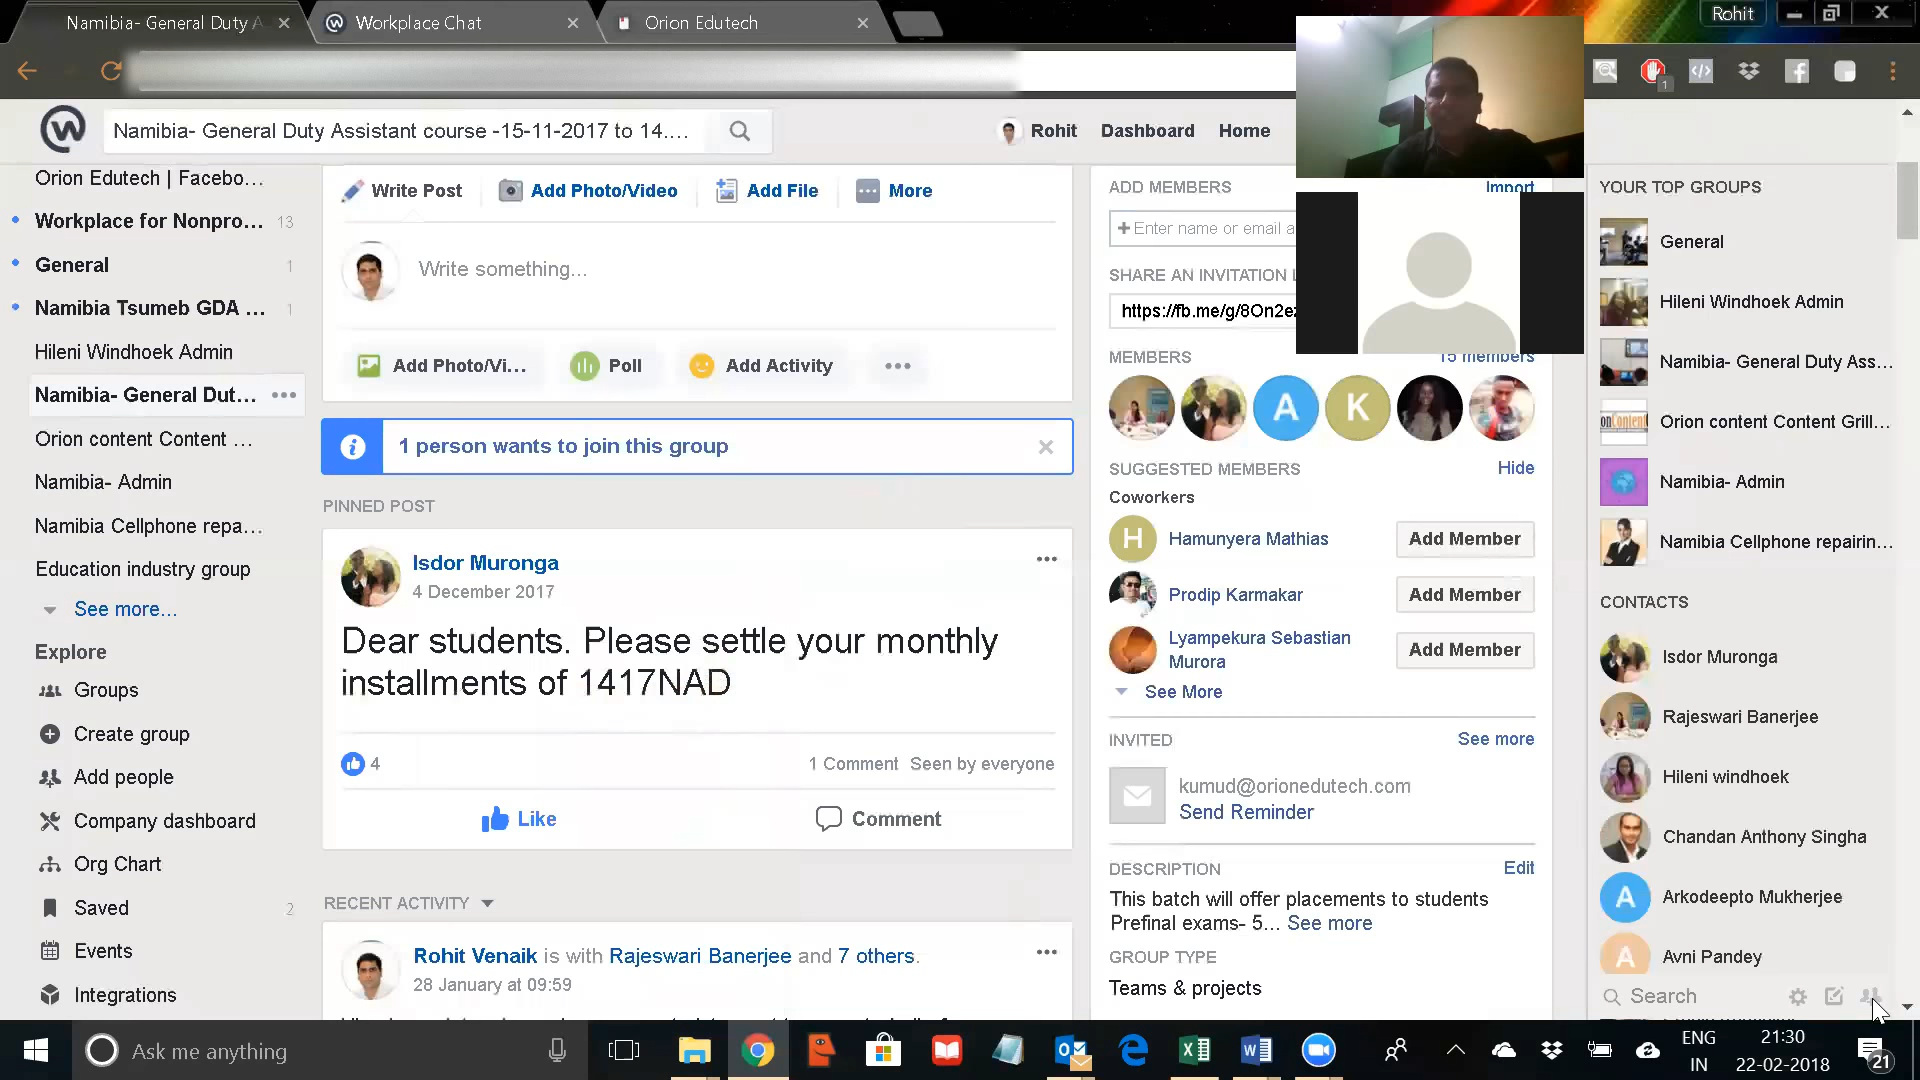 Namibia- General Duty A
Workplace Chat
Orion Edutech
Rohit
1
Namibia- General Duty Assistant course -15-11-2017 to 14....
Rohit
Dashboard
Home
Orion Edutech | Facebo...
Workplace for Nonpro... 13
General 1
Namibia Tsumeb GDA ... 1
Hileni Windhoek Admin
Namibia- General Dut...
Orion content Content ...
Namibia- Admin
Namibia Cellphone repa...
Education industry group
See more...
Explore
Groups
Create group
Add people
Company dashboard
Org Chart
Saved 2
Events
Integrations
Write Post
Add Photo/Video
Add File
More
Write something...
Add Photo/Vi...
Poll
Add Activity
1 person wants to join this group
PINNED POST
Isdor Muronga
4 December 2017
Dear students. Please settle your monthly
installments of 1417NAD
4
1 Comment Seen by everyone
Like
Comment
RECENT ACTIVITY
Rohit Venaik is with Rajeswari Banerjee and 7 others.
28 January at 09:59
ADD MEMBERS
Import
+ Enter name or email a
SHARE AN INVITATION L
https://fb.me/g/8On2ez
MEMBERS
15 members
A
K
SUGGESTED MEMBERS
Hide
Coworkers
H
Hamunyera Mathias
Add Member
Prodip Karmakar
Add Member
Lyampekura Sebastian
Murora
Add Member
See More
INVITED
See more
kumud@orionedutech.com
Send Reminder
DESCRIPTION
Edit
This batch will offer placements to students
Prefinal exams- 5... See more
GROUP TYPE
Teams & projects
YOUR TOP GROUPS
General
Hileni Windhoek Admin
Namibia- General Duty Ass...
Orion content Content Grill...
Namibia- Admin
Namibia Cellphone repairin...
CONTACTS
Isdor Muronga
Rajeswari Banerjee
Hileni windhoek
Chandan Anthony Singha
A
Arkodeepto Mukherjee
A
Avni Pandey
Search
Ask me anything
ENG
IN
21:30
22-02-2018
21